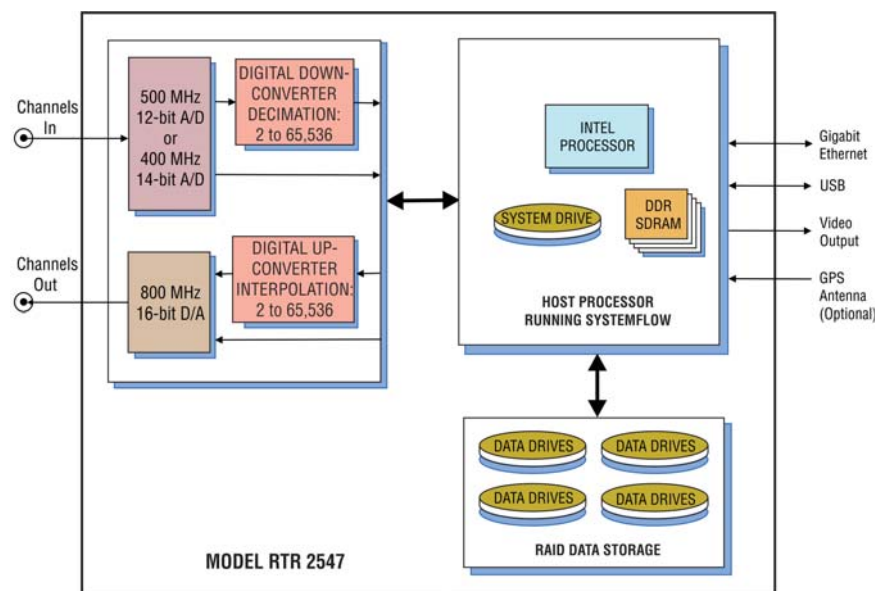 Channels
In
500 MHz
12-bit A/D
or
400 MHz
14-bit A/D
DIGITAL DOWN-
CONVERTER
DECIMATION:
2 to 65,536
Channels
Out
800 MHz
16-bit D/A
DIGITAL UP-
CONVERTER
INTERPOLATION:
2 to 65,536
INTEL
PROCESSOR
SYSTEM DRIVE
DDR
SDRAM
HOST PROCESSOR
RUNNING SYSTEMFLOW
Gigabit
Ethernet
USB
Video
Output
GPS
Antenna
(Optional)
DATA DRIVES
DATA DRIVES
DATA DRIVES
DATA DRIVES
RAID DATA STORAGE
MODEL RTR 2547